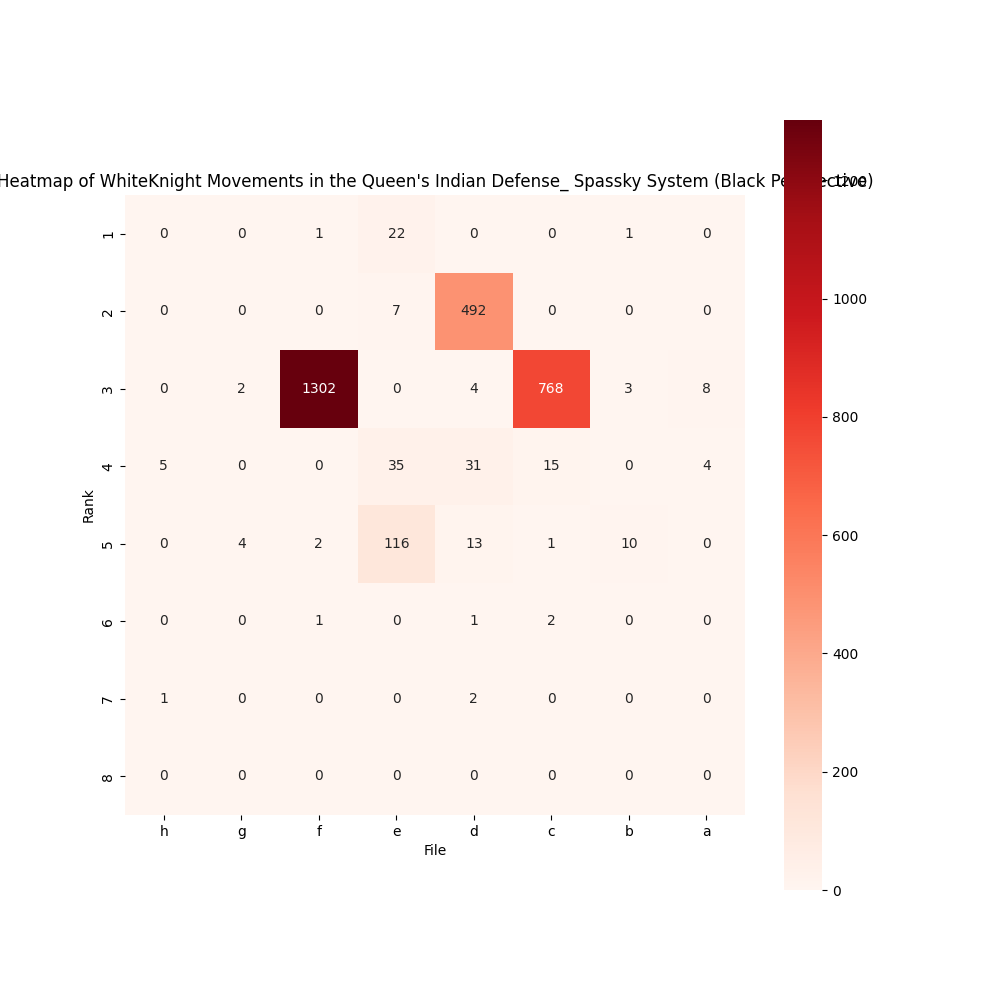 Heatmap of WhiteKnight Movements in the Queen's Indian Defense_ Spassky System (Black Perspective)
1200
1 0 0 1 22 0 0 1 0
1000
2 0 0 0 7 492 0 0 0
3 0 2 1302 0 4 768 3 8
800
4 5 0 0 35 31 15 0 4
Rank
600
5 0 4 2 116 13 1 10 0
6 0 0 1 0 1 2 0 0
400
7 1 0 0 0 2 0 0 0
200
8 0 0 0 0 0 0 0 0
h g f e d c b a
File
0